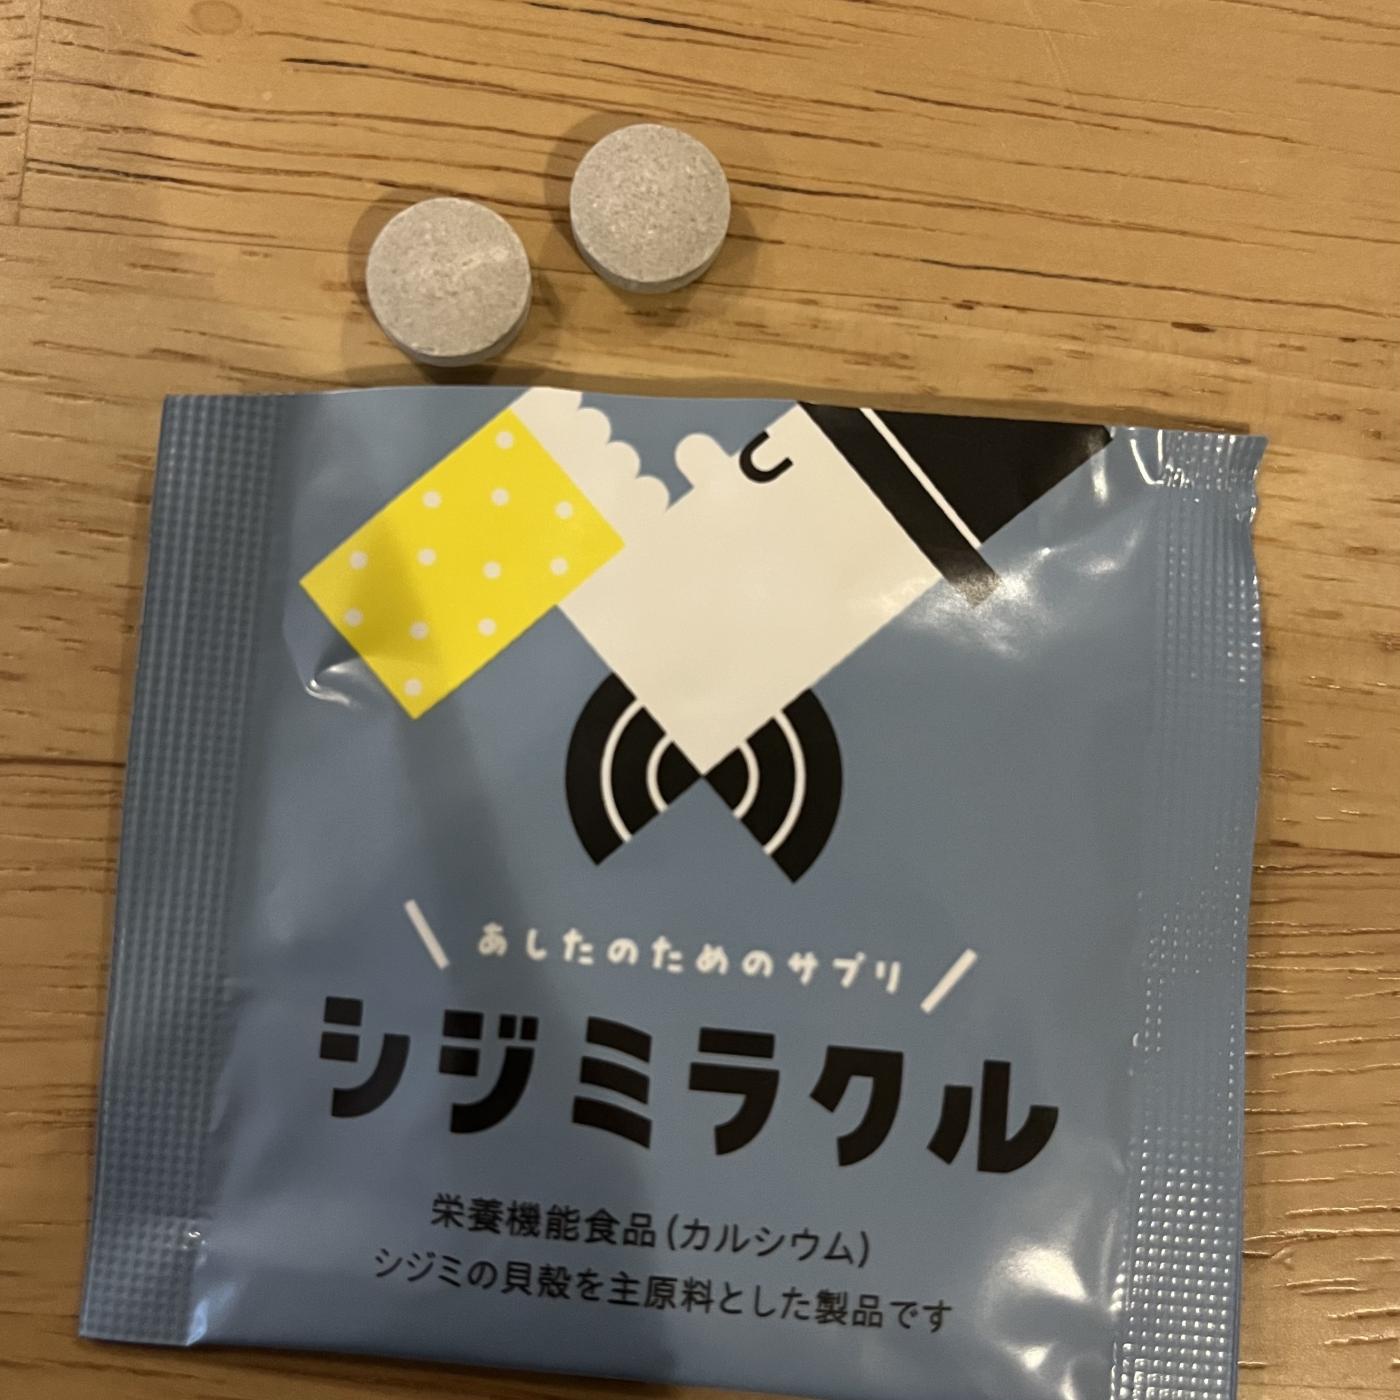 あしたのためのサプリ
シジミラクル
栄養機能食品(カルシウム)
シジミの貝殻を主原料とした製品です